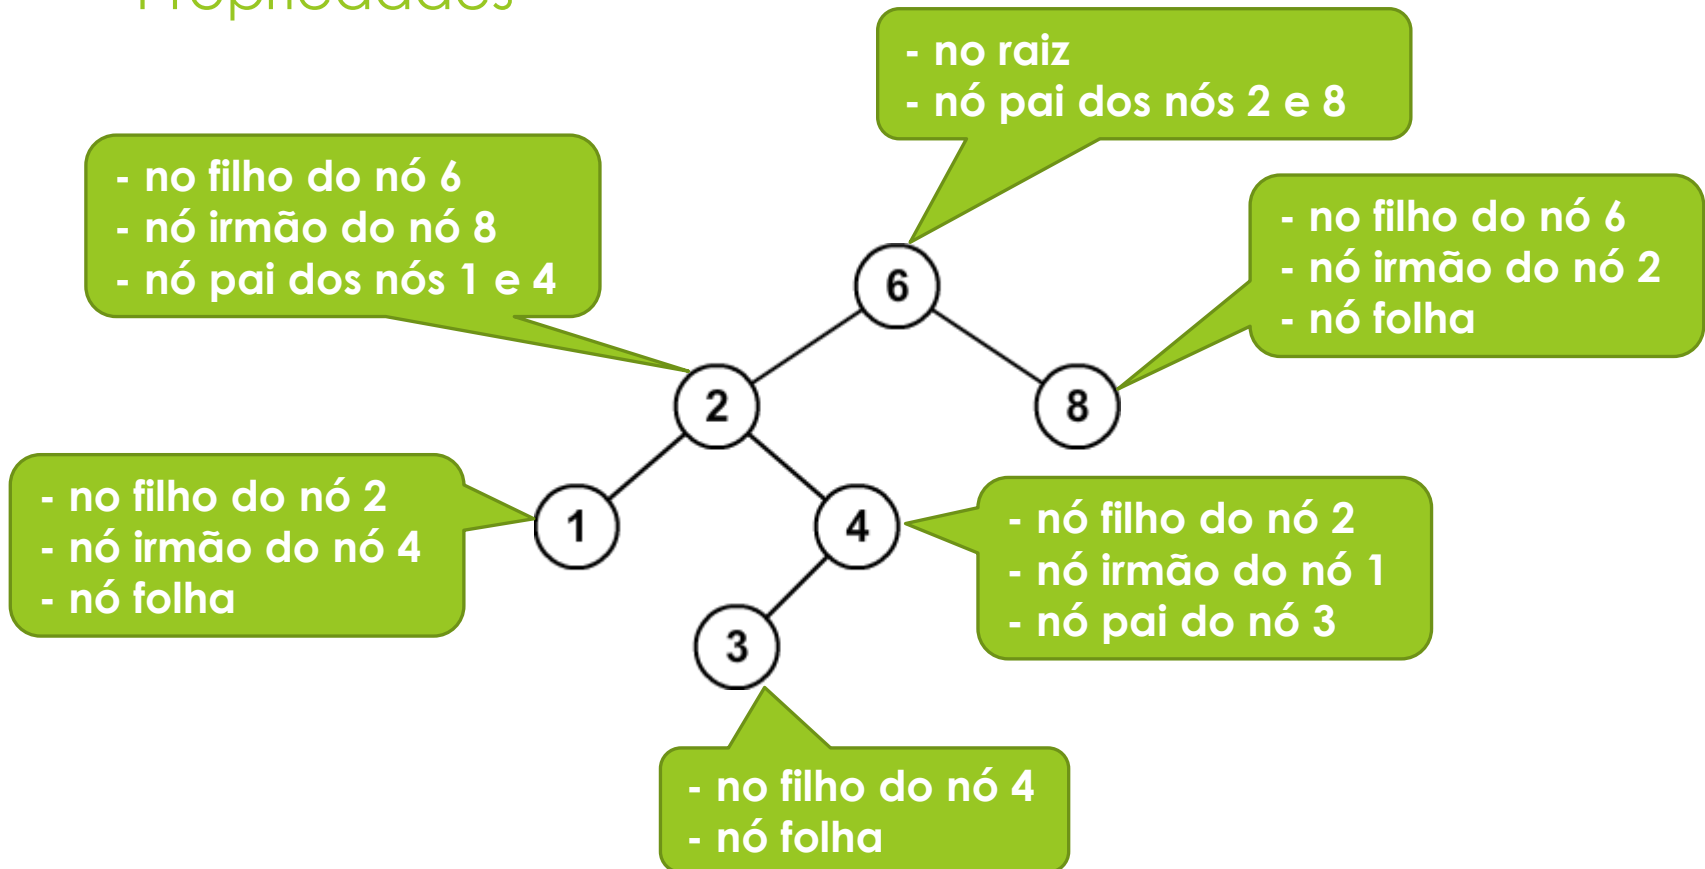 Propriedades
- no raiz
- nó pai dos nós 2 e 8
- no filho do nó 6
- nó irmão do nó 8
- nó pai dos nós 1 e 4
- no filho do nó 6
- nó irmão do nó 2
- nó folha
6
2
8
- no filho do nó 2
- nó irmão do nó 4
- nó folha
1
4
- nó filho do nó 2
- nó irmão do nó 1
- nó pai do nó 3
3
- no filho do nó 4
- nó folha